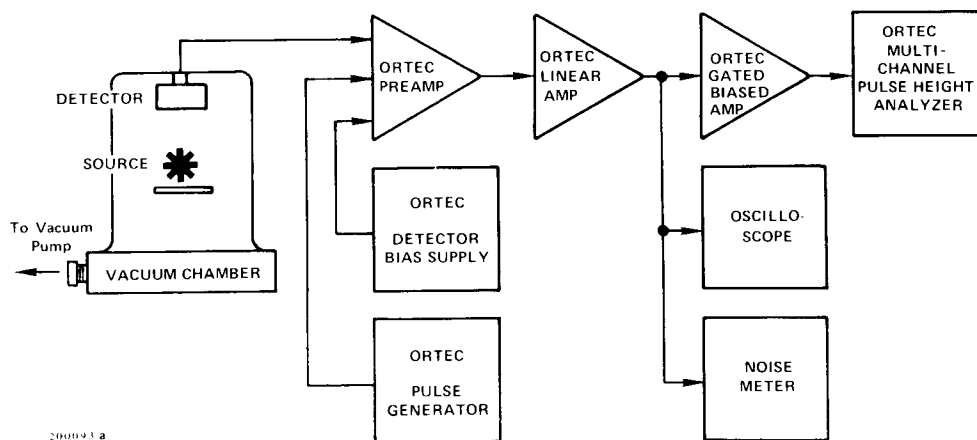 DETECTOR
SOURCE
To Vacuum
Pump
VACUUM CHAMBER
ORTEC
PREAMP
ORTEC
LINEAR
AMP
ORTEC
GATED
BIASED
AMP
ORTEC
MULTI-
CHANNEL
PULSE HEIGHT
ANALYZER
ORTEC
DETECTOR
BIAS SUPPLY
OSCILLO-
SCOPE
ORTEC
PULSE
GENERATOR
NOISE
METER
200093 a